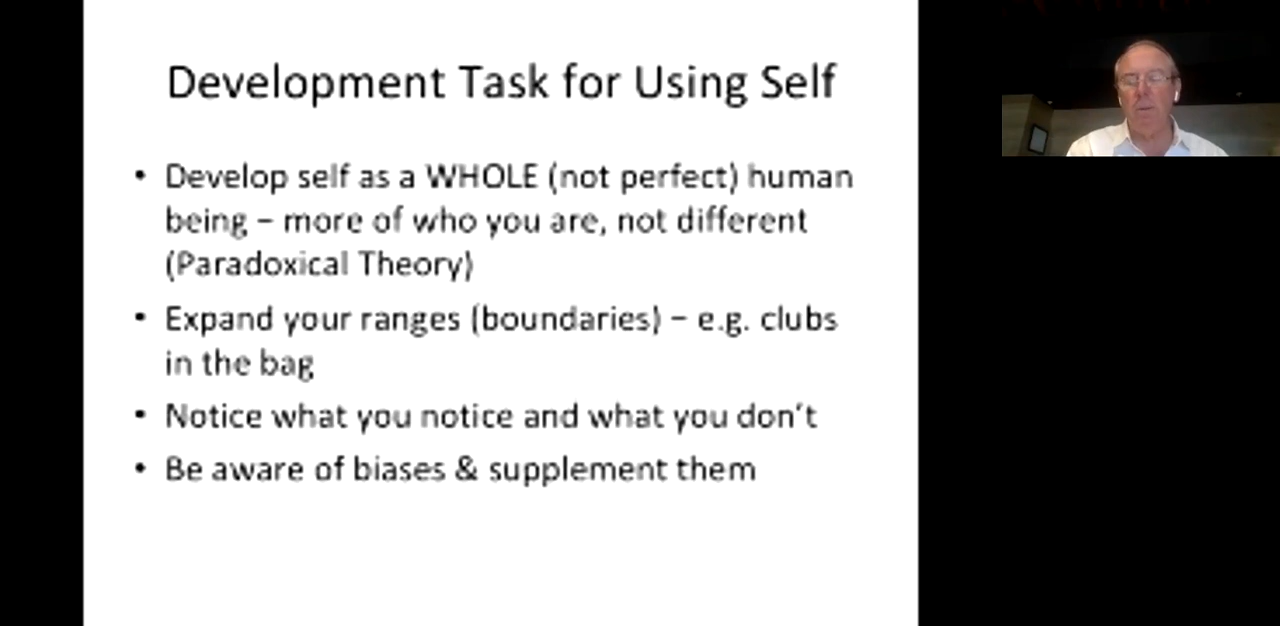 Development Task for Using Self
• Develop self as a WHOLE (not perfect) human
being – more of who you are, not different
(Paradoxical Theory)
• Expand your ranges (boundaries) – e.g. clubs
in the bag
• Notice what you notice and what you don't
• Be aware of biases & supplement them